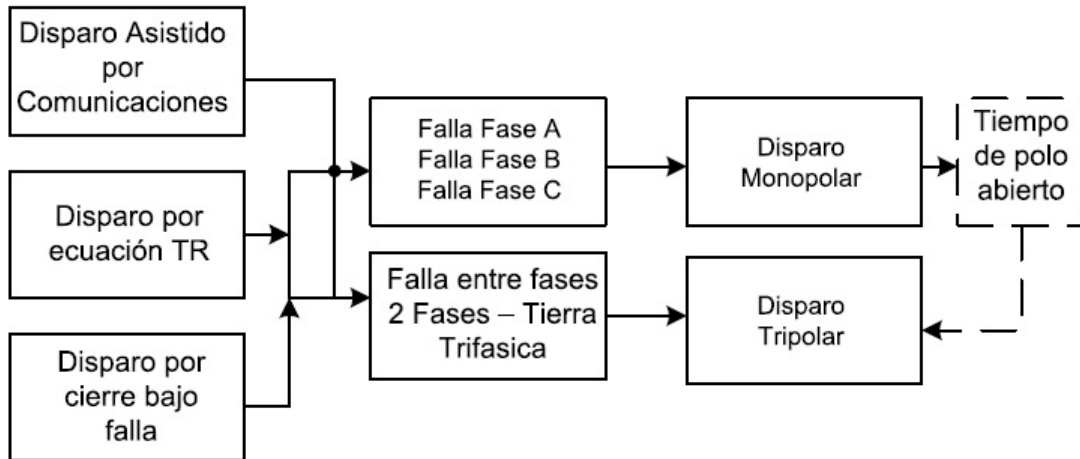 Disparo Asistido
por
Comunicaciones
Disparo por
ecuación TR
Disparo por
cierre bajo
falla
Falla Fase A
Falla Fase B
Falla Fase C
Falla entre fases
2 Fases – Tierra
Trifasica
Disparo
Monopolar
Disparo
Tripolar
Tiempo
de polo
abierto